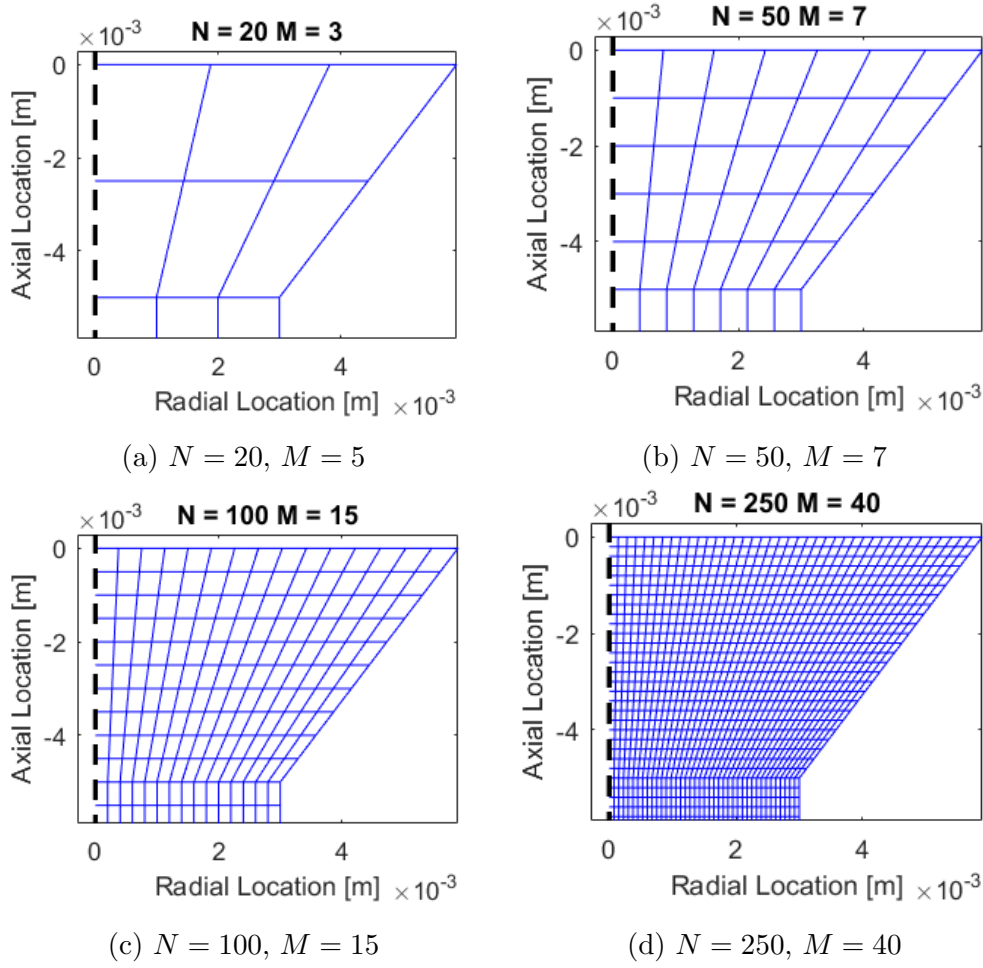 ×10⁻³
N = 20 M = 3
0
-2
-4
Axial Location [m]
0 2 4
Radial Location [m] ×10⁻³
(a) N = 20, M = 5
×10⁻³
N = 50 M = 7
0
-2
-4
Axial Location [m]
0 2 4
Radial Location [m] ×10⁻³
(b) N = 50, M = 7
×10⁻³
N = 100 M = 15
0
-2
-4
Axial Location [m]
0 2 4
Radial Location [m] ×10⁻³
(c) N = 100, M = 15
×10⁻³
N = 250 M = 40
0
-2
-4
Axial Location [m]
0 2 4
Radial Location [m] ×10⁻³
(d) N = 250, M = 40